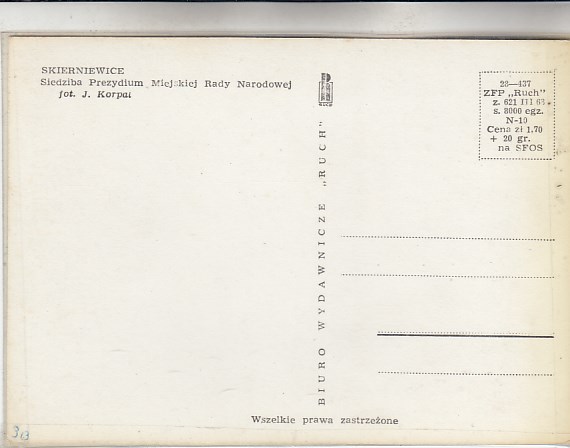 SKIERNIEWICE
Siedziba Prezydium Miejskiej Rady Narodowej
fot. J. Korpal
RUCH
28—437
ZFP „Ruch"
z. 621 III 63
s. 8000 egz.
N-10
Cena zł 1.70
+ 20 gr.
na SFOS
BIURO WYDAWNICZE „RUCH"
Wszelkie prawa zastrzeżone